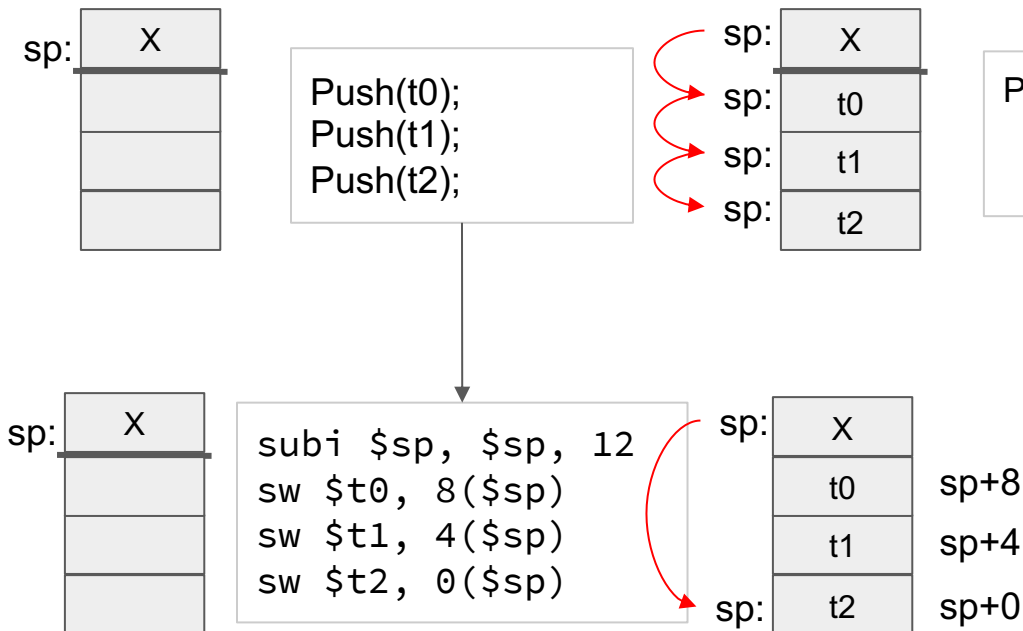 sp:
X
Push(t0);
Push(t1);
Push(t2);
sp:
X
sp:
t0
sp:
t1
sp:
t2
P
sp:
X
subi $sp, $sp, 12
sw $t0, 8($sp)
sw $t1, 4($sp)
sw $t2, 0($sp)
sp:
X
t0
sp+8
t1
sp+4
sp:
t2
sp+0